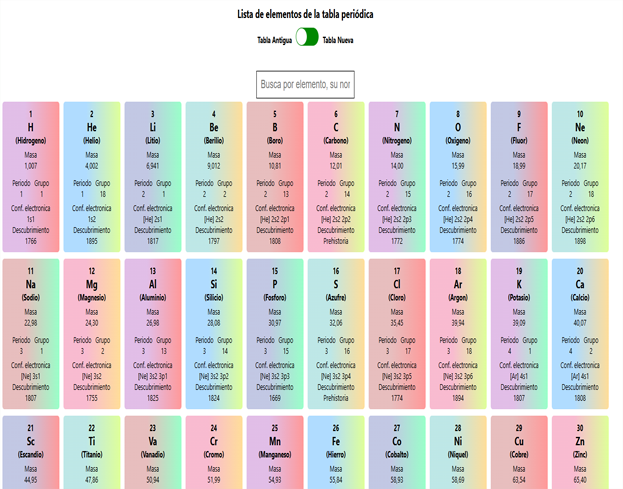 Lista de elementos de la tabla periódica
Tabla Antigua Tabla Nueva
Busca por elemento, su nor
1 2 3 4 5 6 7 8 9 10
H He Li Be B C N O F Ne
(Hidrogeno) (Helio) (Litio) (Berilio) (Boro) (Carbono) (Nitrogeno) (Oxigeno) (Fluor) (Neon)
Masa Masa Masa Masa Masa Masa Masa Masa Masa Masa
1,007 4,002 6,941 9,012 10,81 12,01 14,00 15,99 18,99 20,17
Periodo Grupo Periodo Grupo Periodo Grupo Periodo Grupo Periodo Grupo Periodo Grupo Periodo Grupo Periodo Grupo Periodo Grupo Periodo Grupo
1 1 1 18 2 1 2 2 2 13 2 14 2 15 2 16 2 17 2 18
Conf. electronica Conf. electronica Conf. electronica Conf. electronica Conf. electronica Conf. electronica Conf. electronica Conf. electronica Conf. electronica Conf. electronica
1s1 1s2 [He] 2s1 [He] 2s2 [He] 2s2 2p1 [He] 2s2 2p2 [He] 2s2 2p3 [He] 2s2 2p4 [He] 2s2 2p5 [He] 2s2 2p6
Descubrimiento Descubrimiento Descubrimiento Descubrimiento Descubrimiento Descubrimiento Descubrimiento Descubrimiento Descubrimiento Descubrimiento
1766 1895 1817 1797 1808 Prehistoria 1772 1774 1886 1898
11 12 13 14 15 16 17 18 19 20
Na Mg Al Si P S Cl Ar K Ca
(Sodio) (Magnesio) (Aluminio) (Silicio) (Fosforo) (Azufre) (Cloro) (Argon) (Potasio) (Calcio)
Masa Masa Masa Masa Masa Masa Masa Masa Masa Masa
22,98 24,30 26,98 28,08 30,97 32,06 35,45 39,94 39,09 40,07
Periodo Grupo Periodo Grupo Periodo Grupo Periodo Grupo Periodo Grupo Periodo Grupo Periodo Grupo Periodo Grupo Periodo Grupo Periodo Grupo
3 1 3 2 3 13 3 14 3 15 3 16 3 17 3 18 4 1 4 2
Conf. electronica Conf. electronica Conf. electronica Conf. electronica Conf. electronica Conf. electronica Conf. electronica Conf. electronica Conf. electronica Conf. electronica
[Ne] 3s1 [Ne] 3s2 [Ne] 3s2 3p1 [Ne] 3s2 3p2 [Ne] 3s2 3p3 [Ne] 3s2 3p4 [Ne] 3s2 3p5 [Ne] 3s2 3p6 [Ar] 4s1 [Ar] 4s1
Descubrimiento Descubrimiento Descubrimiento Descubrimiento Descubrimiento Descubrimiento Descubrimiento Descubrimiento Descubrimiento Descubrimiento
1807 1755 1825 1824 1669 Prehistoria 1774 1894 1807 1808
21 22 23 24 25 26 27 28 29 30
Sc Ti Va Cr Mn Fe Co Ni Cu Zn
(Escandio) (Titanio) (Vanadio) (Cromo) (Manganeso) (Hierro) (Cobalto) (Niquel) (Cobre) (Zinc)
Masa Masa Masa Masa Masa Masa Masa Masa Masa Masa
44,95 47,86 50,94 51,99 54,93 55,84 58,93 58,69 63,54 65,40